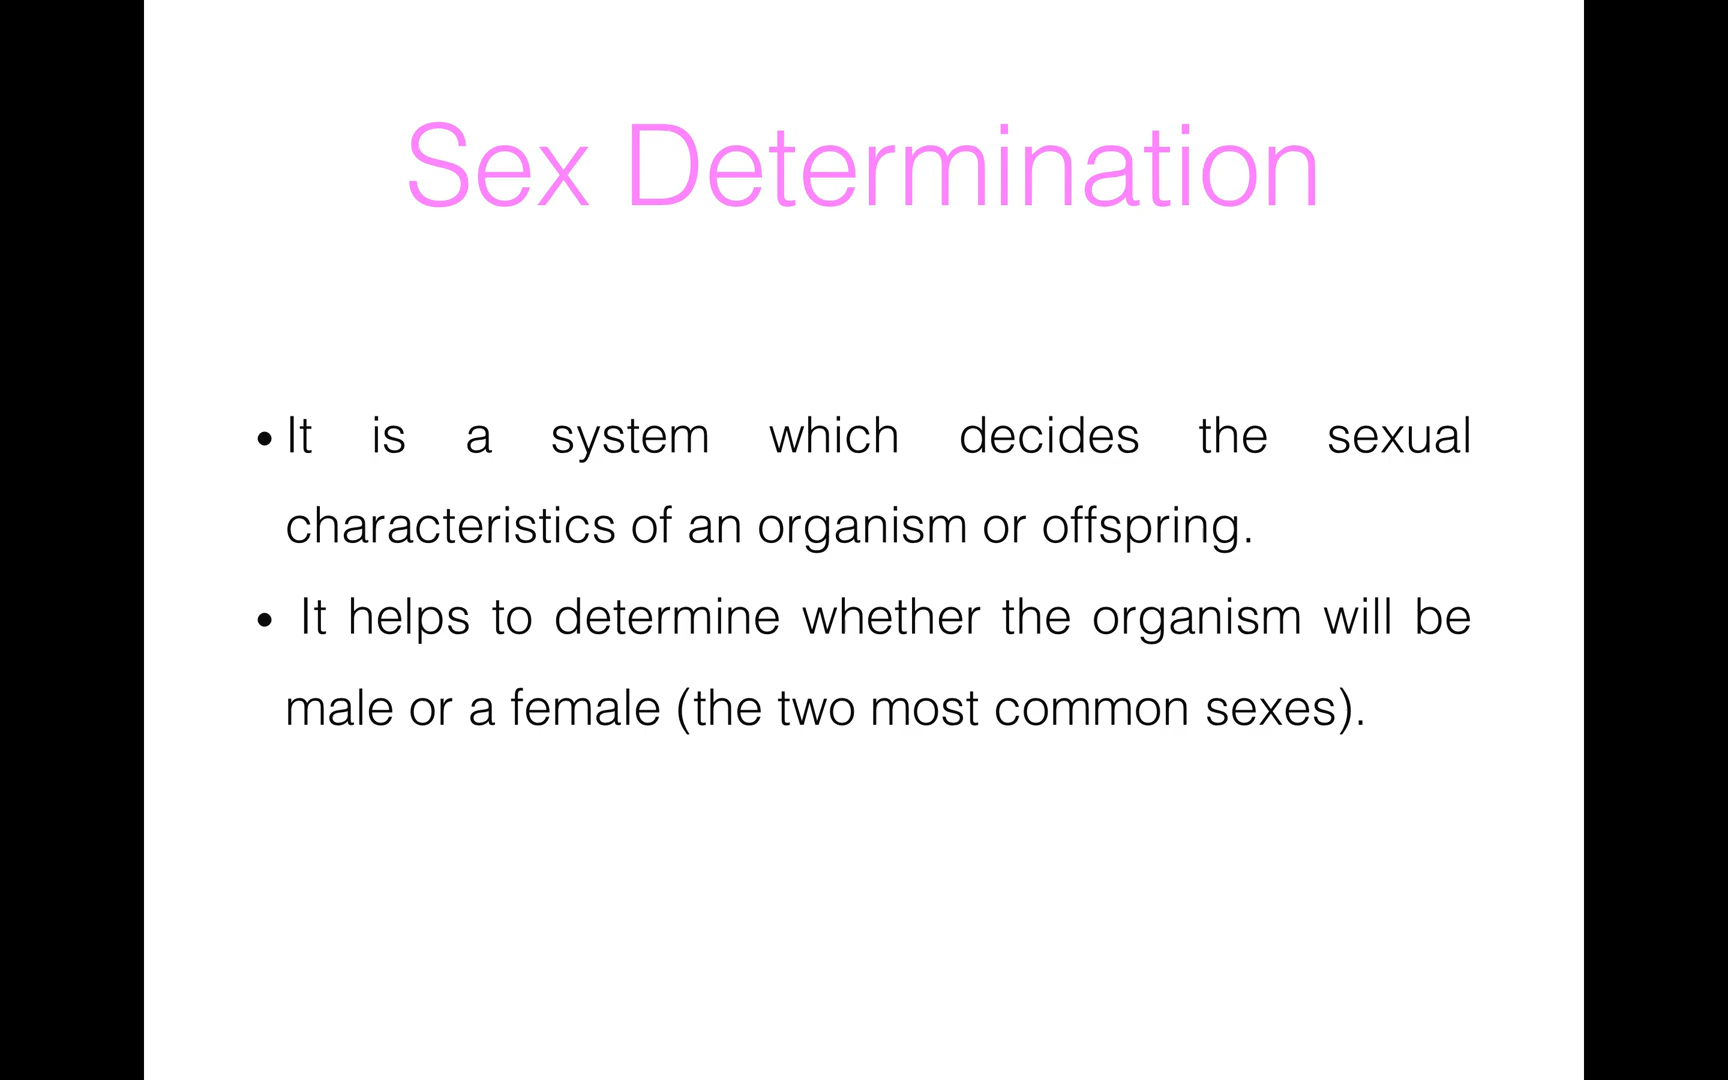 Sex Determination
• It is a system which decides the sexual
characteristics of an organism or offspring.
• It helps to determine whether the organism will be
male or a female (the two most common sexes).